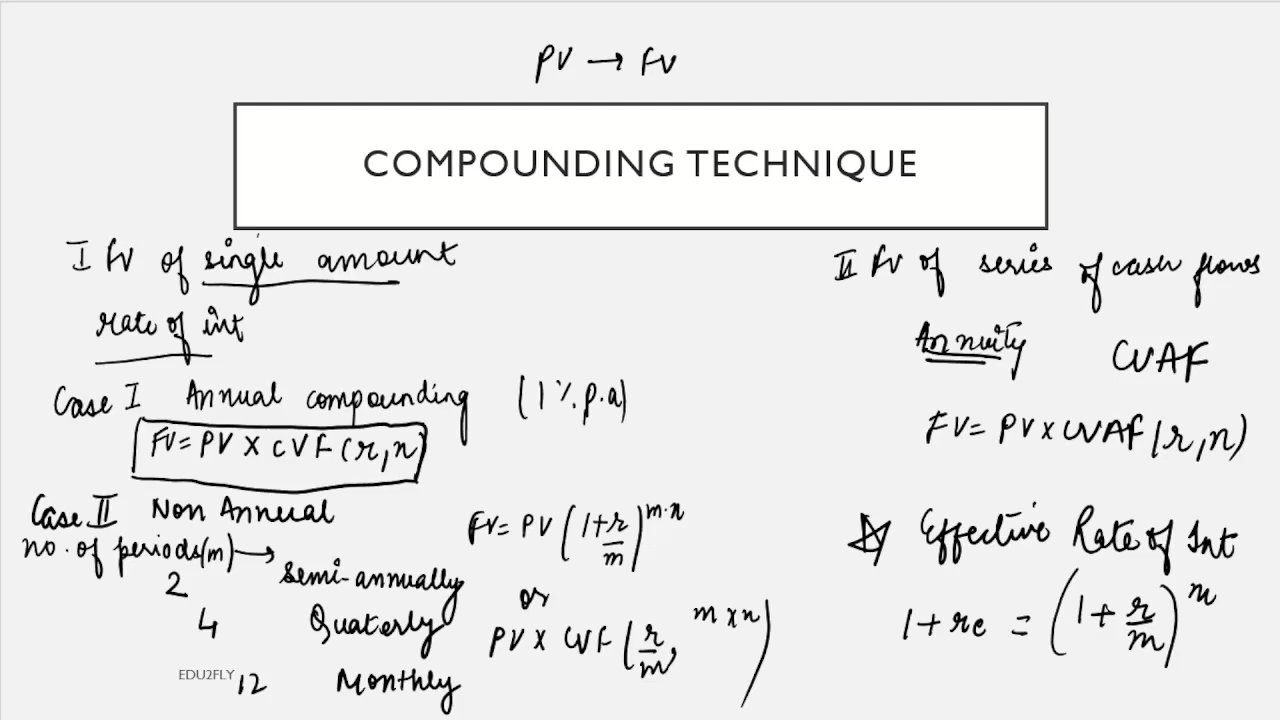 PV → FV
COMPOUNDING TECHNIQUE
I FV of single amount
rate of int
Case I Annual compounding (1%.p.a)
FV= PV X CVF (r,n)
Case II Non Annual
no. of periods(m) →
2 Semi-annually
4 Quaterly
12 Monthly
FV= PV (1+r/m)^m.n
or
PV x CVF (r/m, m x n)
EDU2FLY
II FV of series of cash flows
Annuity CVAF
FV= PV x CVAF (r,n)
☆ Effective Rate of Int
1+re = (1+r/m)^m